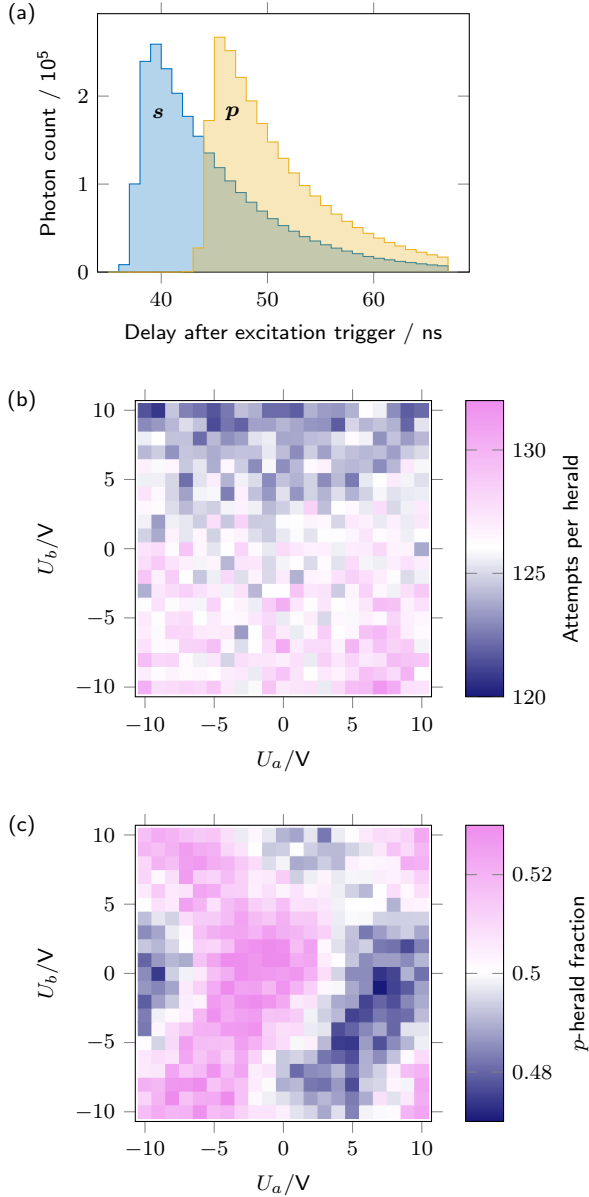 (a)
Photon count / 10⁵
2
1
0
s
p
40
50
60
Delay after excitation trigger / ns
(b)
U_b/V
10
5
0
−5
−10
−10
−5
0
5
10
U_a/V
130
125
120
Attempts per herald
(c)
U_b/V
10
5
0
−5
−10
−10
−5
0
5
10
U_a/V
0.52
0.5
0.48
p-herald fraction